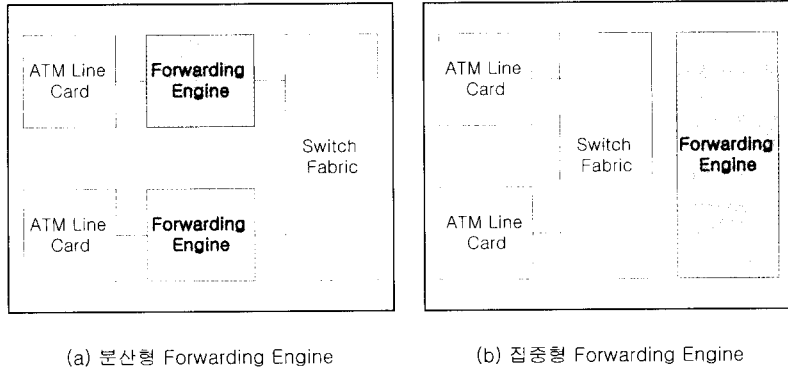 ATM Line
Card
Forwarding
Engine
Switch
Fabric
ATM Line
Card
Forwarding
Engine
(a) 분산형 Forwarding Engine
ATM Line
Card
Switch
Fabric
Forwarding
Engine
ATM Line
Card
(b) 집중형 Forwarding Engine